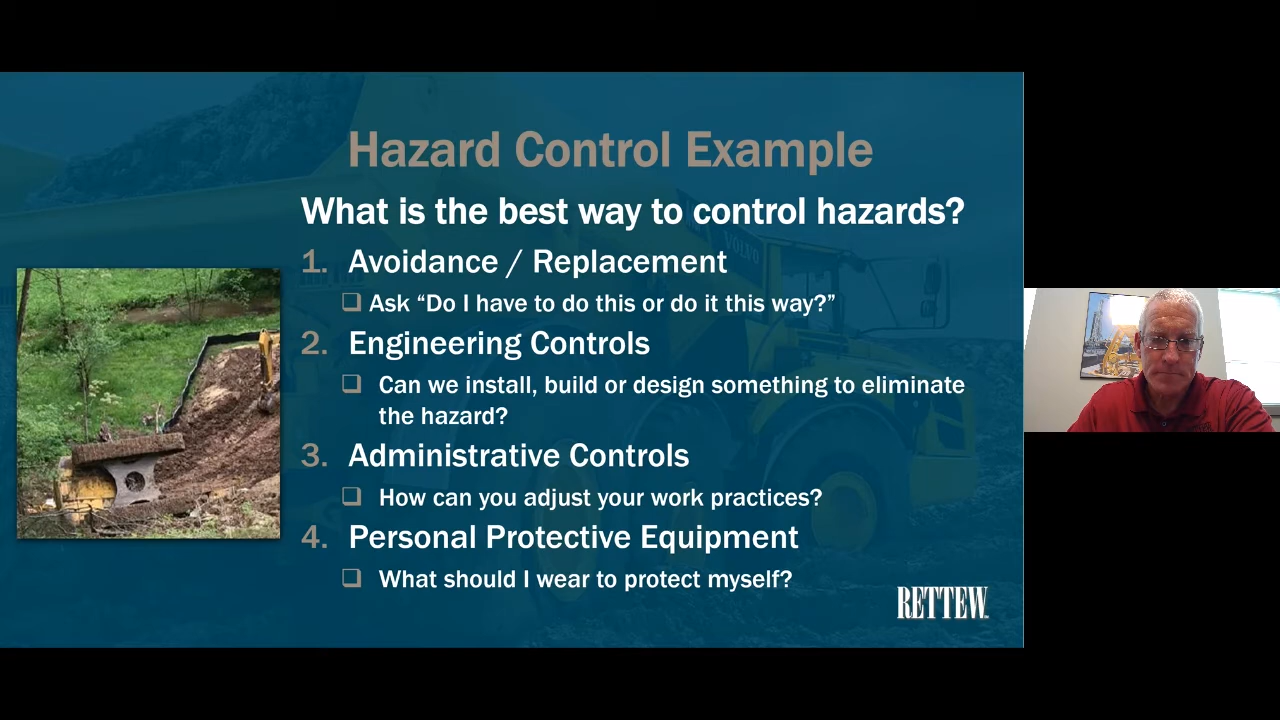 Hazard Control Example
What is the best way to control hazards?
1. Avoidance / Replacement
❑ Ask “Do I have to do this or do it this way?”
2. Engineering Controls
❑ Can we install, build or design something to eliminate
the hazard?
3. Administrative Controls
❑ How can you adjust your work practices?
4. Personal Protective Equipment
❑ What should I wear to protect myself?
VOLVO
RETTEW